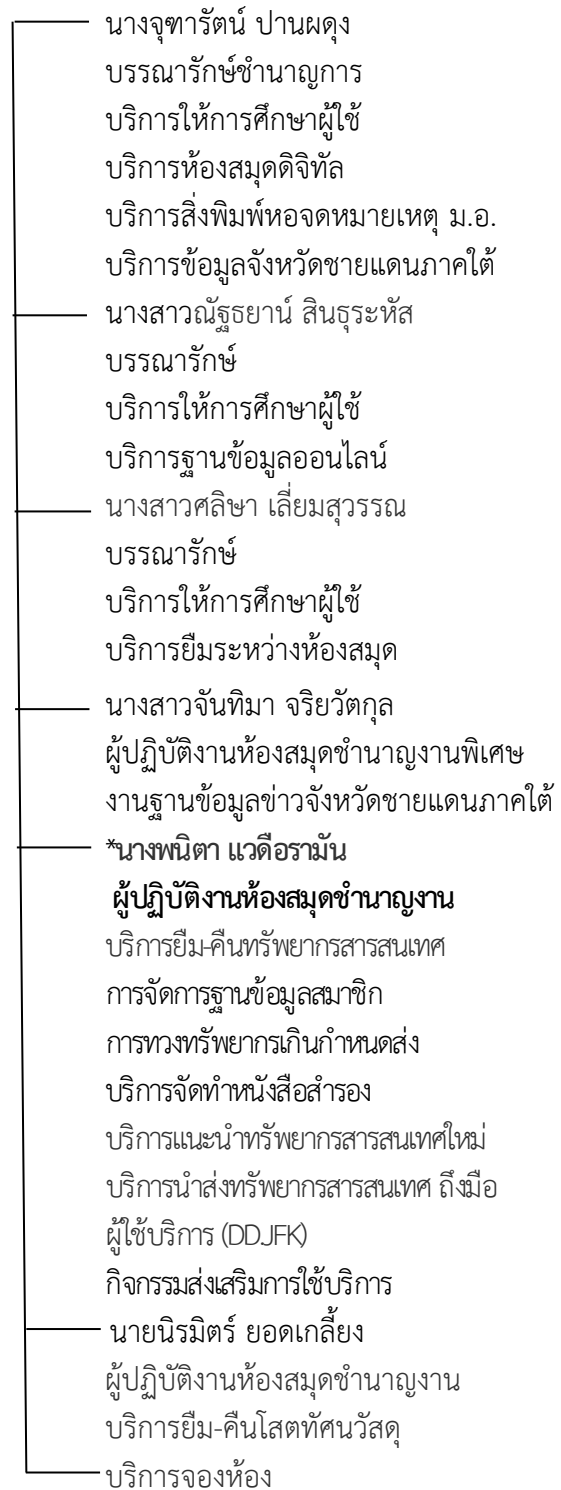 นางจุฑารัตน์ ปานผดุง
บรรณารักษ์ชำนาญการ
บริการให้การศึกษาผู้ใช้
บริการห้องสมุดดิจิทัล
บริการสิ่งพิมพ์หอจดหมายเหตุ ม.อ.
บริการข้อมูลจังหวัดชายแดนภาคใต้
นางสาวณัฐธยาน์ สินธุระหัส
บรรณารักษ์
บริการให้การศึกษาผู้ใช้
บริการฐานข้อมูลออนไลน์
นางสาวศลิษา เลี่ยมสุวรรณ
บรรณารักษ์
บริการให้การศึกษาผู้ใช้
บริการยืมระหว่างห้องสมุด
นางสาวจันทิมา จริยวัตกุล
ผู้ปฏิบัติงานห้องสมุดชำนาญงานพิเศษ
งานฐานข้อมูลข่าวจังหวัดชายแดนภาคใต้
*นางพนิตา แวดือรามัน
ผู้ปฏิบัติงานห้องสมุดชำนาญงาน
บริการยืม-คืนทรัพยากรสารสนเทศ
การจัดการฐานข้อมูลสมาชิก
การทวงทรัพยากรเกินกำหนดส่ง
บริการจัดทำหนังสือสำรอง
บริการแนะนำทรัพยากรสารสนเทศใหม่
บริการนำส่งทรัพยากรสารสนเทศ ถึงมือ
ผู้ใช้บริการ (DDJFK)
กิจกรรมส่งเสริมการใช้บริการ
นายนิรมิตร์ ยอดเกลี้ยง
ผู้ปฏิบัติงานห้องสมุดชำนาญงาน
บริการยืม-คืนโสตทัศนวัสดุ
บริการจองห้อง